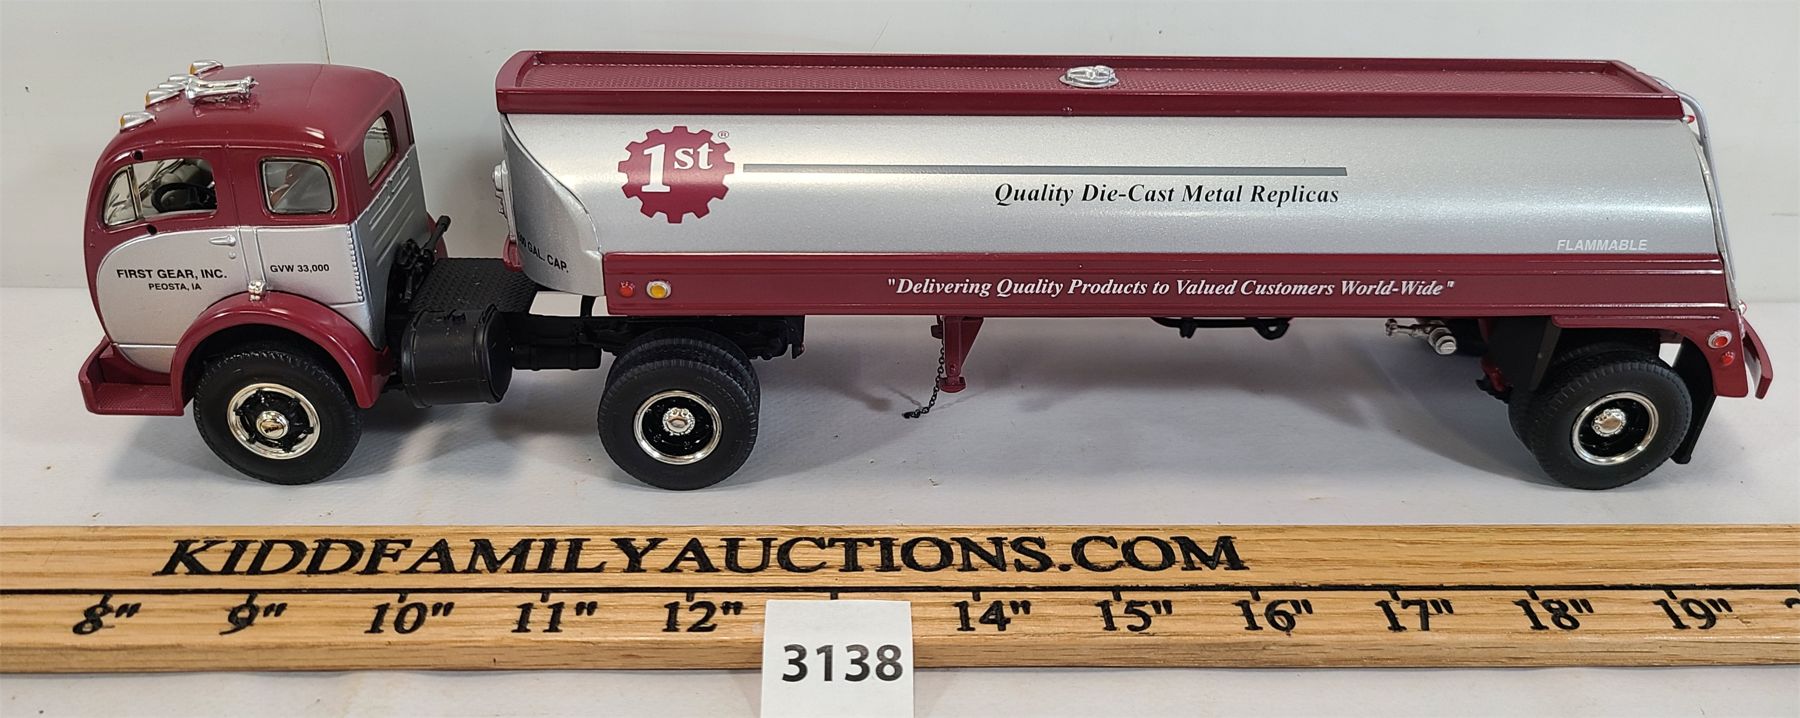 1st ®
Quality Die-Cast Metal Replicas
FLAMMABLE
GAL. CAP.
FIRST GEAR, INC.
PEOSTA, IA
GVW 33,000
"Delivering Quality Products to Valued Customers World-Wide"
KIDDFAMILYAUCTIONS.COM
8" 9" 10" 11" 12" 14" 15" 16" 17" 18" 19"
3138